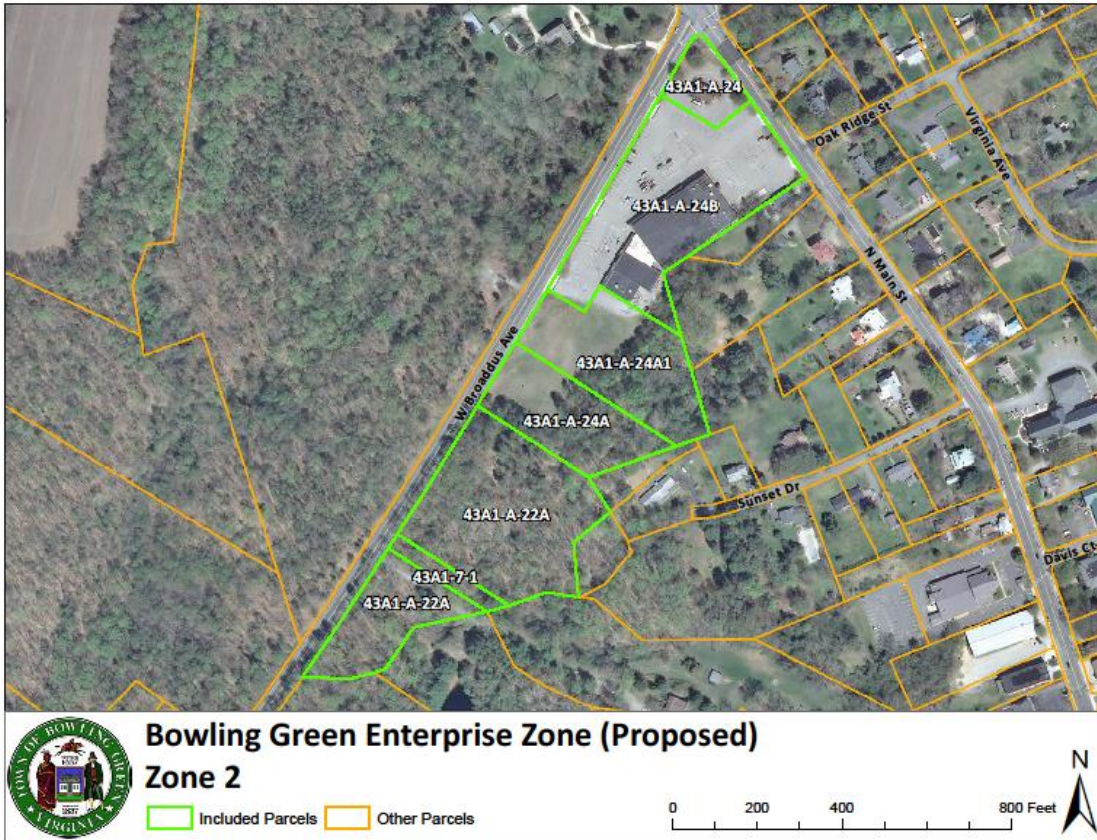 43A1-A-24
Oak Ridge St
Virginia Ave
43A1-A-24B
N Main St
W Broaddus Ave
43A1-A-24A1
43A1-A-24A
Sunset Dr
43A1-A-22A
Davis Ct
43A1-7-1
43A1-A-22A
TOWN OF BOWLING GREEN
VIRGINIA
1837
Bowling Green Enterprise Zone (Proposed)
Zone 2
Included Parcels Other Parcels
0 200 400 800 Feet
N